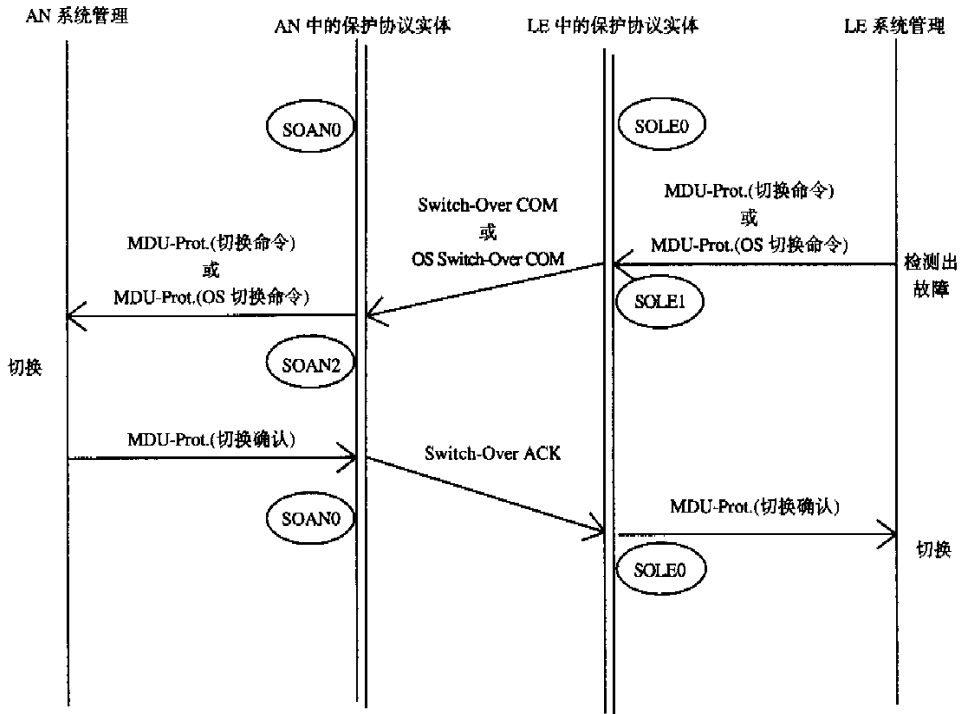 AN 系统管理
AN 中的保护协议实体
LE 中的保护协议实体
LE 系统管理
SOAN0
SOLE0
MDU-Prot.(切换命令)
或
MDU-Prot.(OS 切换命令)
Switch-Over COM
或
OS Switch-Over COM
MDU-Prot.(切换命令)
或
MDU-Prot.(OS 切换命令)
检测出
故障
SOLE1
SOAN2
切换
MDU-Prot.(切换确认)
Switch-Over ACK
SOAN0
MDU-Prot.(切换确认)
切换
SOLE0